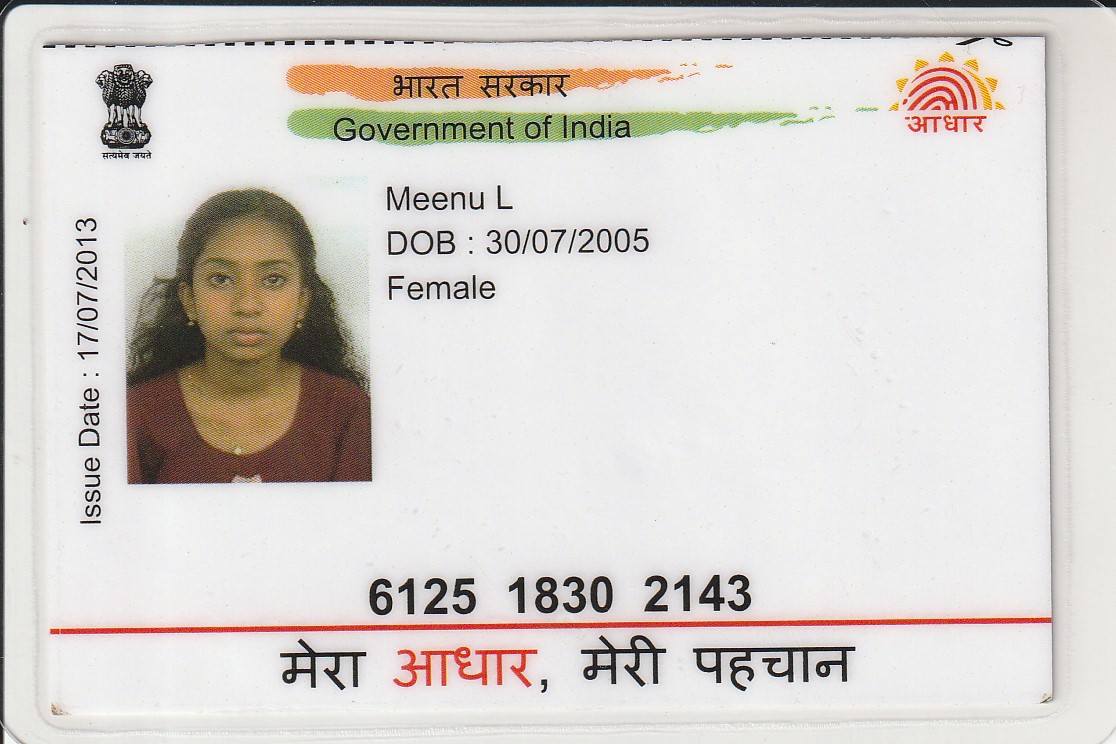 भारत सरकार
Government of India
आधार
सत्यमेव जयते
Meenu L
DOB : 30/07/2005
Female
Issue Date : 17/07/2013
6125 1830 2143
मेरा आधार, मेरी पहचान